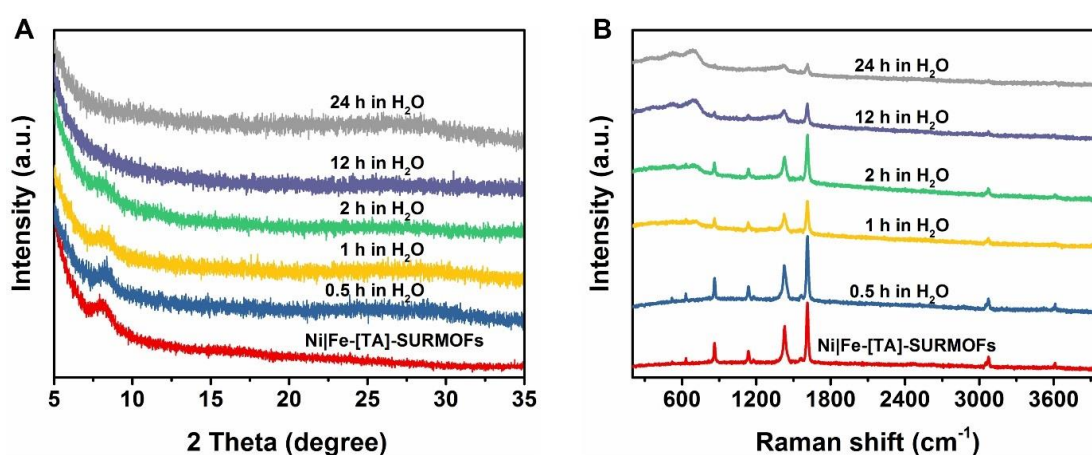 A
Intensity (a.u.)
24 h in H₂O
12 h in H₂O
2 h in H₂O
1 h in H₂O
0.5 h in H₂O
Ni|Fe-[TA]-SURMOFs
5 10 15 20 25 30 35
2 Theta (degree)
B
Intensity (a.u.)
24 h in H₂O
12 h in H₂O
2 h in H₂O
1 h in H₂O
0.5 h in H₂O
Ni|Fe-[TA]-SURMOFs
600 1200 1800 2400 3000 3600
Raman shift (cm⁻¹)